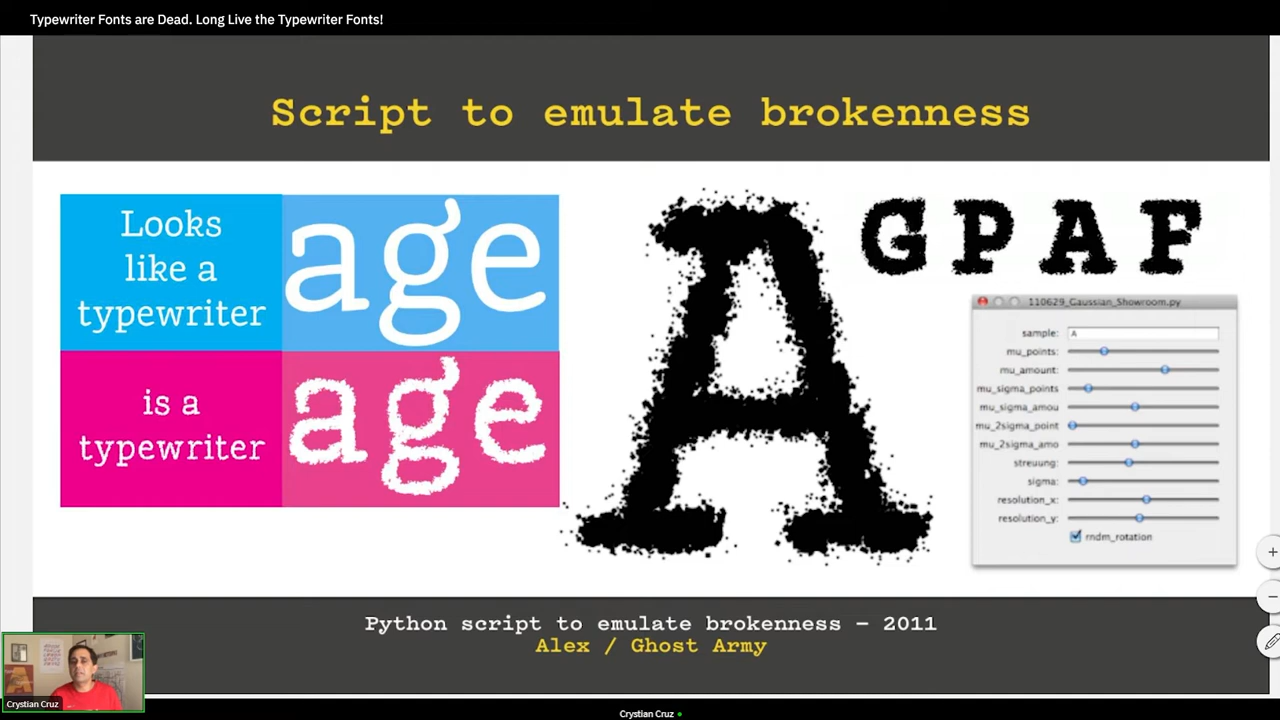 Typewriter Fonts are Dead. Long Live the Typewriter Fonts!
Script to emulate brokenness
Looks
like a
typewriter
age
is a
typewriter
age
A
G P A F
110629_Gaussian_Showroom.py
sample: A
mu_points:
mu_amount:
mu_sigma_points
mu_sigma_amou
mu_2sigma_point
mu_2sigma_amo
streuung:
sigma:
resolution_x:
resolution_y:
rndm_rotation
Python script to emulate brokenness - 2011
Alex / Ghost Army
Crystian Cruz
Crystian Cruz